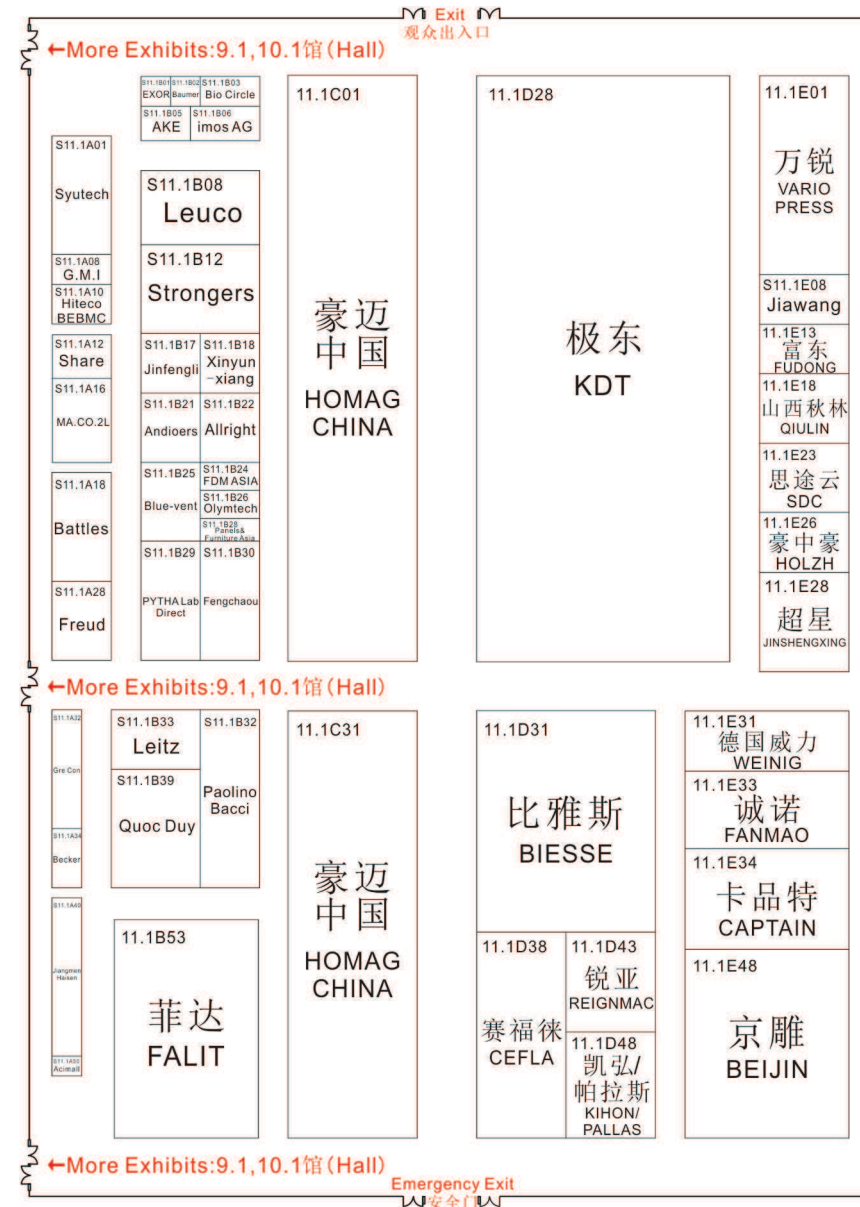 Exit
观众出入口
←More Exhibits:9.1,10.1馆(Hall)
S11.1B01
EXOR
S11.1B02
Baumer
S11.1B03
Bio Circle
S11.1B05
AKE
S11.1B06
imos AG
S11.1A01
Syutech
S11.1A08
G.M.I
S11.1A10
Hiteco
BEBMC
S11.1A12
Share
S11.1A16
MA.CO.2L
S11.1A18
Battles
S11.1A28
Freud
S11.1B08
Leuco
S11.1B12
Strongers
S11.1B17
Jinfengli
S11.1B18
Xinyun
-xiang
S11.1B21
Andioers
S11.1B22
Allright
S11.1B25
Blue-vent
S11.1B24
FDM ASIA
S11.1B26
Olymtech
S11.1B28
Panels&
Furniture Asia
S11.1B29
PYTHA Lab
Direct
S11.1B30
Fengchaou
11.1C01
豪迈
中国
HOMAG
CHINA
11.1D28
极东
KDT
11.1E01
万锐
VARIO
PRESS
S11.1E08
Jiawang
11.1E13
富东
FUDONG
11.1E18
山西秋林
QIULIN
11.1E23
思途云
SDC
11.1E26
豪中豪
HOLZH
11.1E28
超星
JINSHENGXING
←More Exhibits:9.1,10.1馆(Hall)
S11.1A32
Gre Con
S11.1A34
Becker
S11.1A49
Jiangmen
Haisen
S11.1A55
Acimall
S11.1B33
Leitz
S11.1B39
Quoc Duy
S11.1B32
Paolino
Bacci
11.1B53
菲达
FALIT
11.1C31
豪迈
中国
HOMAG
CHINA
11.1D31
比雅斯
BIESSE
11.1D38
赛福徕
CEFLA
11.1D43
锐亚
REIGNMAC
11.1D48
凯弘/
帕拉斯
KIHON/
PALLAS
11.1E31
德国威力
WEINIG
11.1E33
诚诺
FANMAO
11.1E34
卡品特
CAPTAIN
11.1E48
京雕
BEIJIN
←More Exhibits:9.1,10.1馆(Hall)
Emergency Exit
安全门